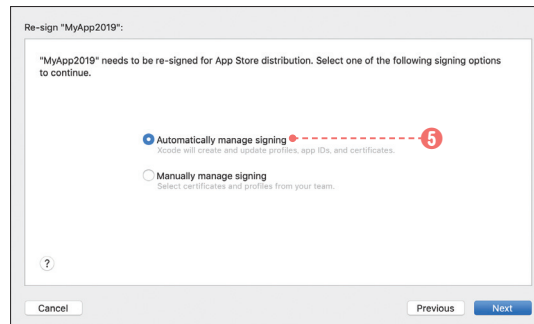 Re-sign "MyApp2019":
"MyApp2019" needs to be re-signed for App Store distribution. Select one of the following signing options
to continue.
Automatically manage signing
5
Xcode will create and update profiles, app IDs, and certificates.
Manually manage signing
Select certificates and profiles from your team.
?
Cancel
Previous
Next